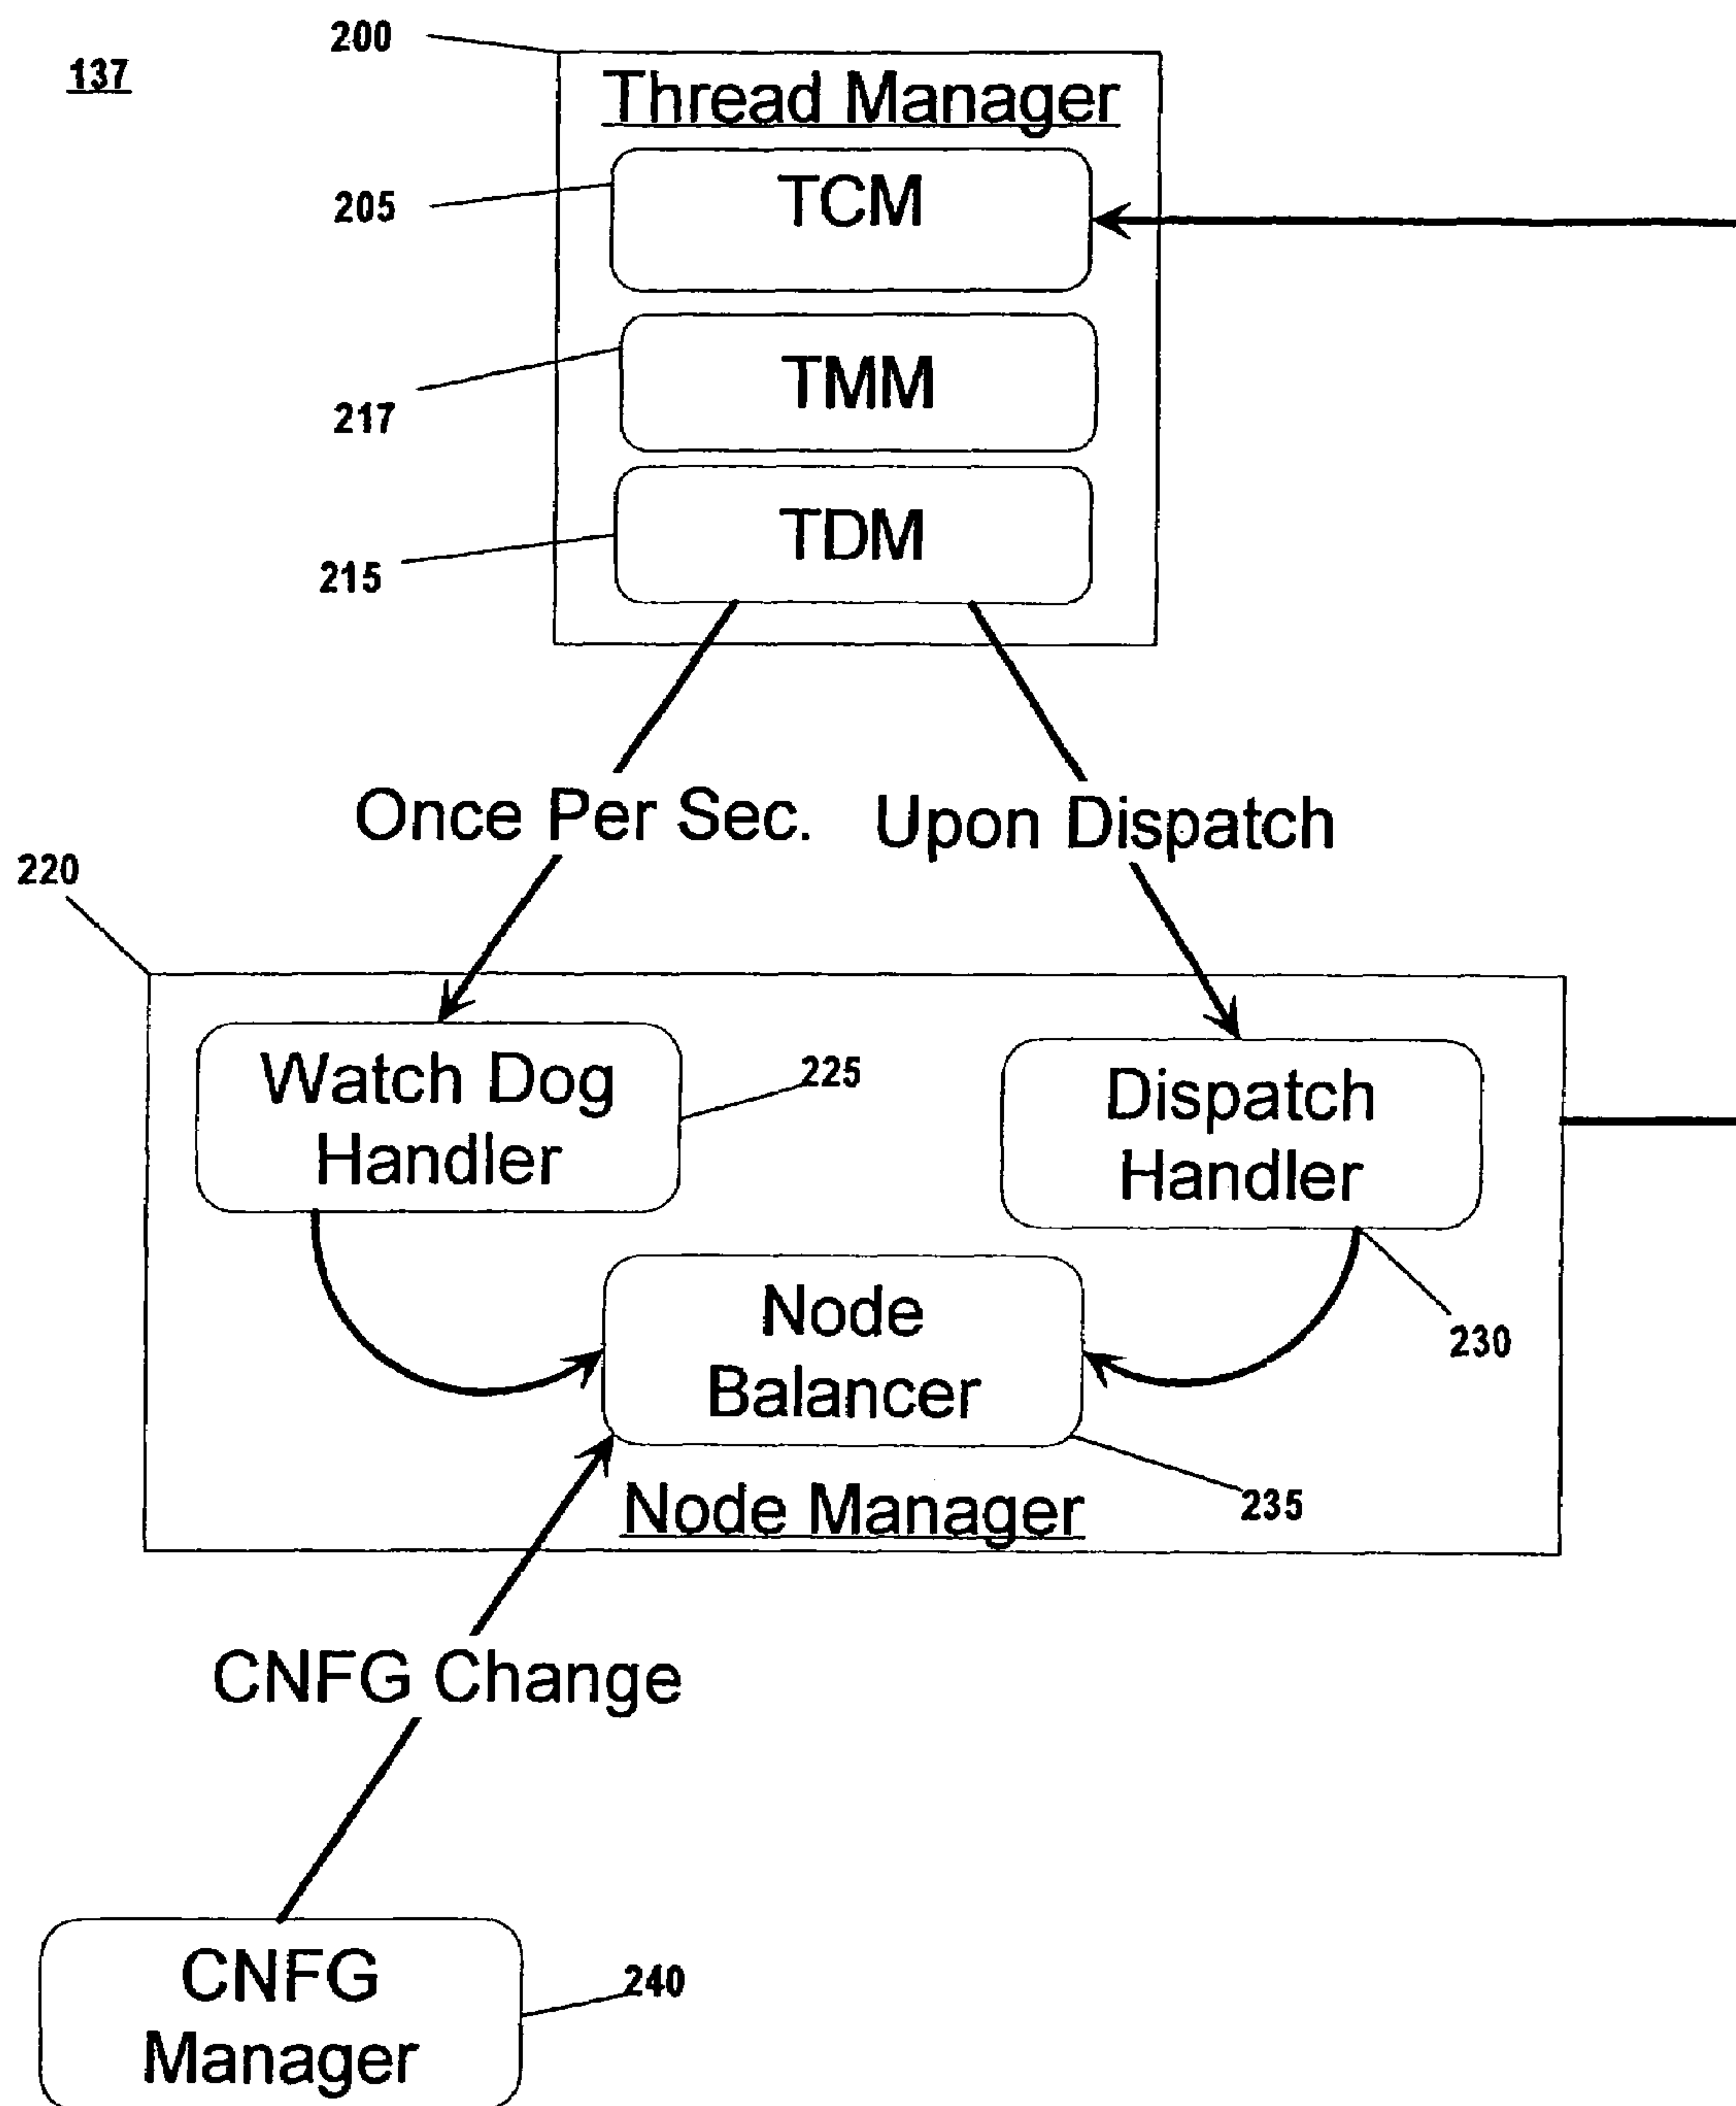 200
137
Thread Manager
TCM
205
TMM
217
TDM
215
Once Per Sec.
Upon Dispatch
220
Watch Dog
Handler
225
Dispatch
Handler
230
Node
Balancer
235
Node Manager
CNFG Change
CNFG
Manager
240